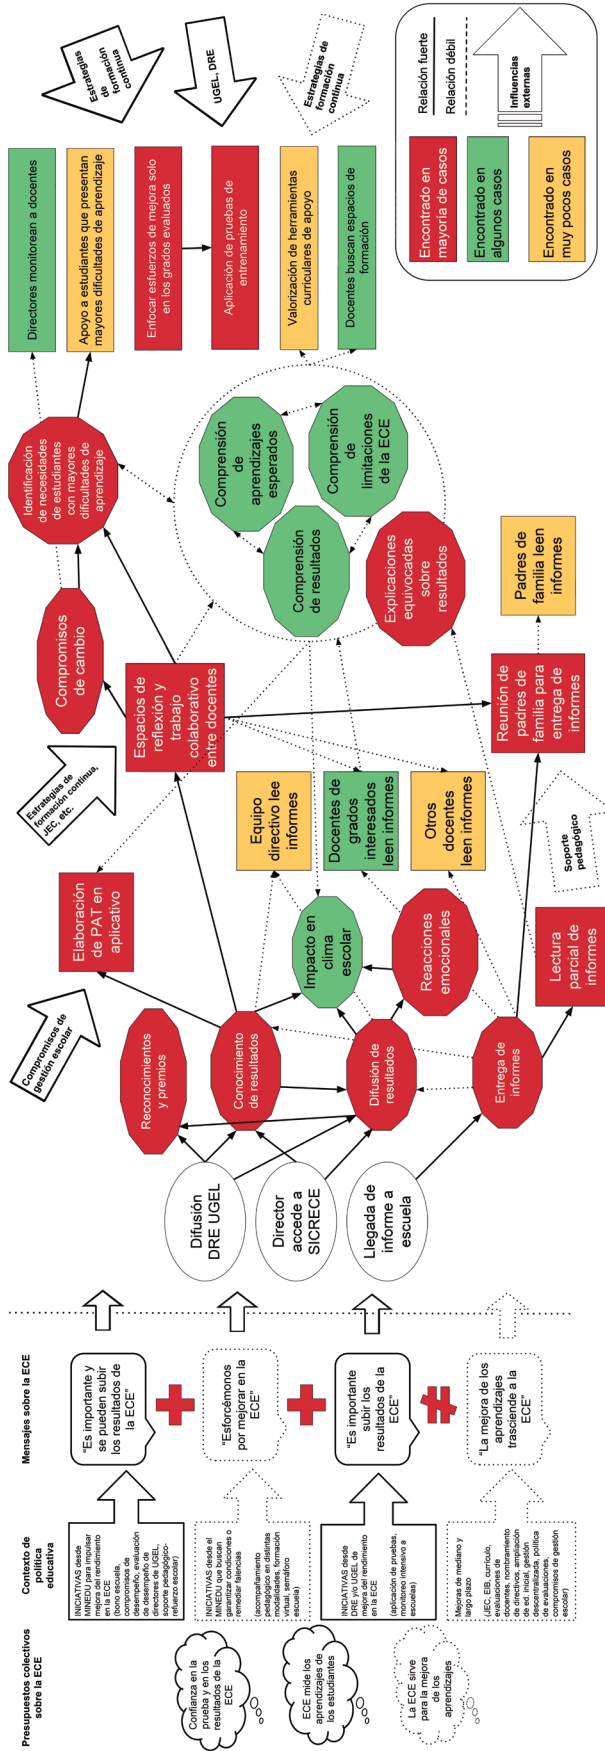 Presupuestos colectivos
sobre la ECE
Contexto de
política
educativa
Mensajes sobre la ECE
Confianza en la
prueba y en los
resultados de la
ECE
ECE mide los
aprendizajes de
los estudiantes
La ECE sirve
para la mejora
de los
aprendizajes
INICIATIVAS desde
MINEDU para impulsar
mejora del rendimiento
en la ECE
(bono escuela,
compromisos de
desempeño, evaluación
de desempeño de
directores de UGEL,
soporte pedagógico-
refuerzo escolar)
INICIATIVAS desde el
MINEDU que buscan
garantizar condiciones o
remediar falencias
(acompañamiento
pedagógico en distintas
modalidades, formación
virtual, semáforo
escuela)
INICIATIVAS desde
DRE y/o UGEL de
mejora del rendimiento
en la ECE
(aplicación de pruebas,
monitoreo intensivo a
escuelas)
Mejoras de mediano y
largo plazo
(JEC, EIB, currículo,
evaluaciones de
docentes, nombramiento
de directivos, ampliación
de ed. inicial, gestión
descentralizada, política
de evaluaciones,
compromisos de gestión
escolar)
"Es importante y
se pueden subir
los resultados de
la ECE"
"Esforcémonos
por mejorar en la
ECE"
"Es importante
subir los
resultados de la
ECE"
"La mejora de los
aprendizajes
trasciende a la
ECE"
Difusión
DRE UGEL
Director
accede a
SICRECE
Llegada de
informe a
escuela
Compromisos de
gestión escolar
Reconocimientos
y premios
Conocimiento
de resultados
Difusión de
resultados
Entrega de
informes
Elaboración
de PAT en
aplicativo
Impacto en
clima
escolar
Reacciones
emocionales
Lectura
parcial de
informes
Equipo
directivo lee
informes
Docentes de
grados
interesados
leen informes
Otros
docentes
leen informes
Soporte
pedagógico
Estrategias de
formación continua,
JEC, etc.
Espacios de
reflexión y
trabajo
colaborativo
entre docentes
Reunión de
padres de
familia para
entrega de
informes
Padres de
familia leen
informes
Compromisos
de cambio
Identificación
de necesidades
de estudiantes
con mayores
dificultades de
aprendizaje
Comprensión
de resultados
Comprensión
de
aprendizajes
esperados
Comprensión
de
limitaciones
de la ECE
Explicaciones
equivocadas
sobre
resultados
Directores monitorean a docentes
Apoyo a estudiantes que presentan
mayores dificultades de aprendizaje
Enfocar esfuerzos de mejora solo
en los grados evaluados
Aplicación de pruebas de
entrenamiento
Valorización de herramientas
curriculares de apoyo
Docentes buscan espacios de
formación
Estrategias
de
formación
continua
UGEL, DRE
Estrategias de
formación
continua
Encontrado en
mayoría de casos
Encontrado en
algunos casos
Encontrado en
muy pocos casos
Relación fuerte
Relación débil
Influencias
externas